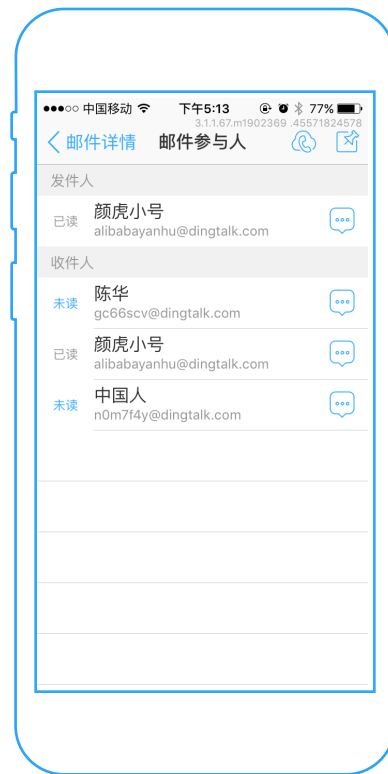 中国移动 下午5:13 77%
3.1.1.67.m1902369 .45571824578
邮件详情 邮件参与人
发件人
已读 颜虎小号
alibabayanhu@dingtalk.com
收件人
未读 陈华
gc66scv@dingtalk.com
已读 颜虎小号
alibabayanhu@dingtalk.com
未读 中国人
n0m7f4y@dingtalk.com